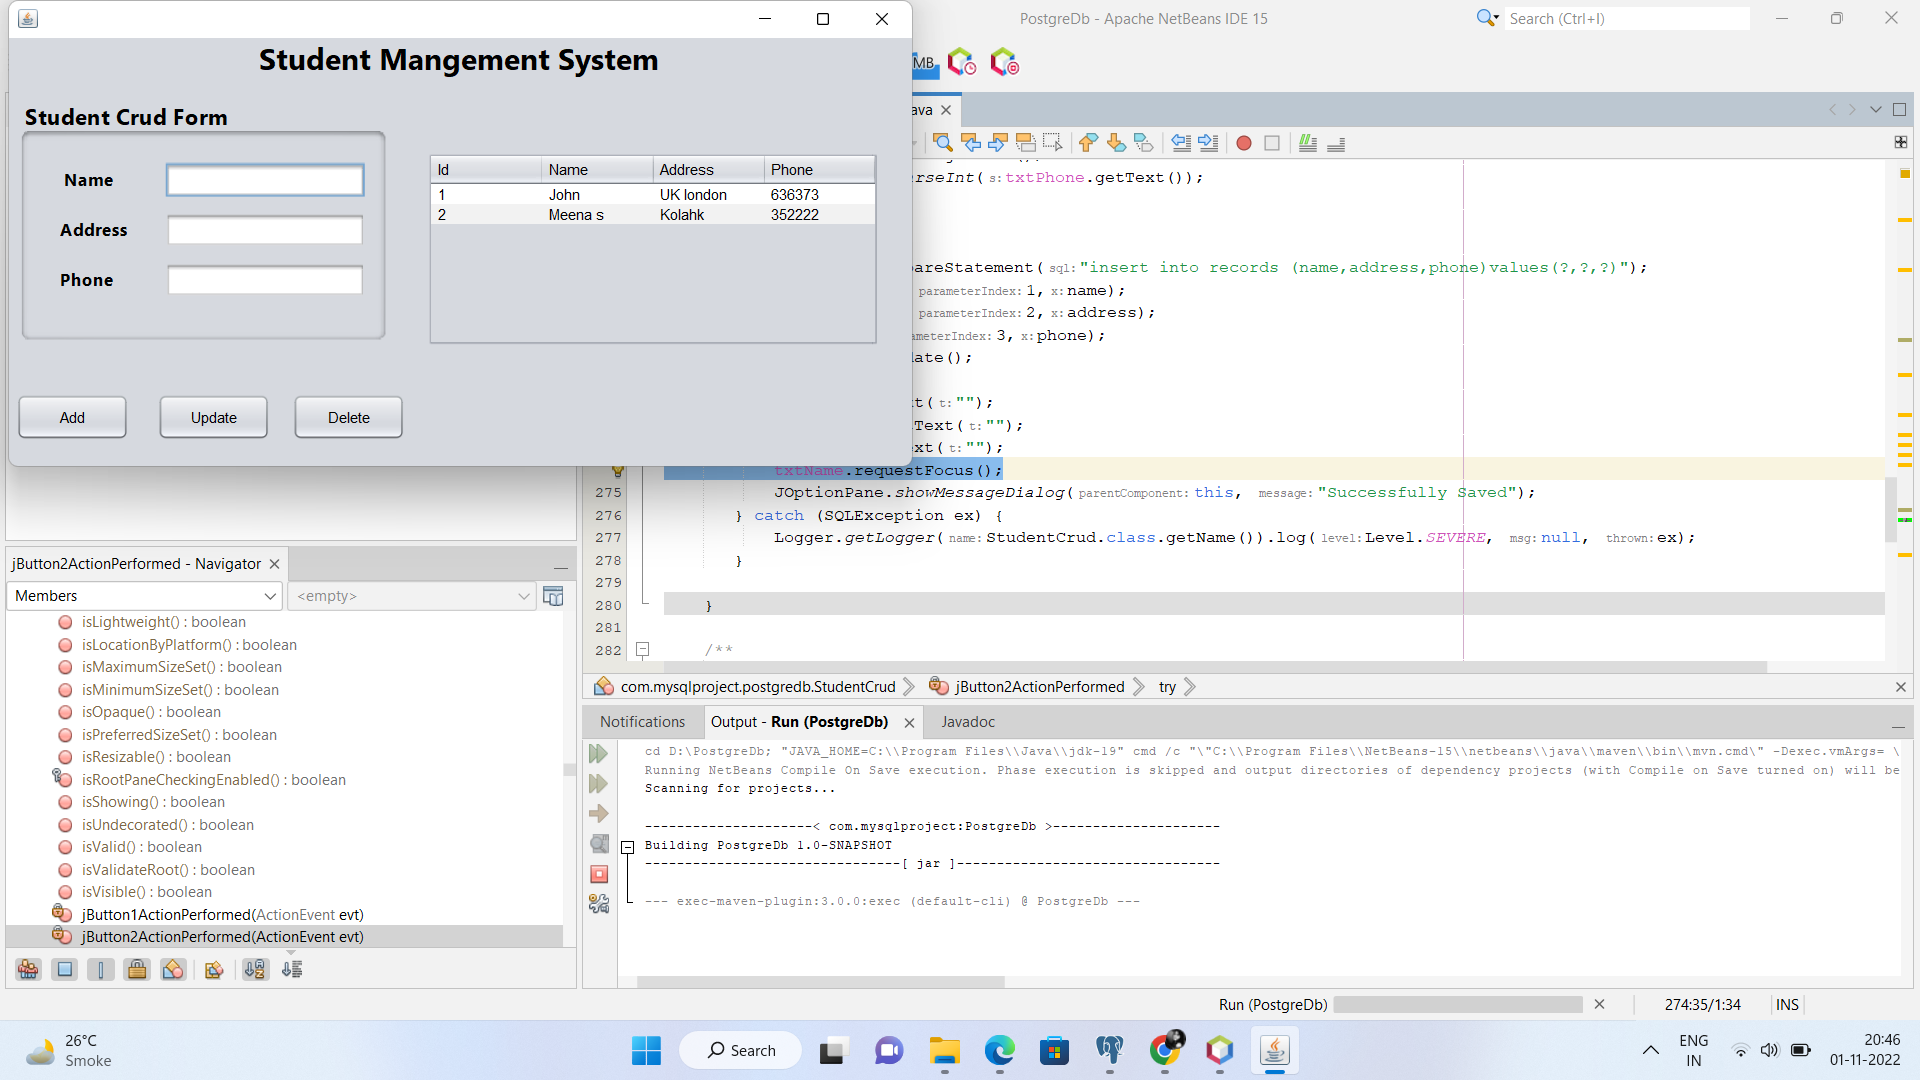 PostgreDb - Apache NetBeans IDE 15
Search (Ctrl+I)
Student Mangement System
Student Crud Form
Name
Address
Phone
Id Name Address Phone
1 John UK london 636373
2 Meena s Kolahk 352222
Add Update Delete
MB
ava
rseInt( s:txtPhone.getText());
areStatement( sql:"insert into records (name,address,phone)values(?,?,?)");
parameterIndex: 1, x:name);
parameterIndex: 2, x:address);
ameterIndex: 3, x:phone);
ate();
t( t:"");
Text( t:"");
xt( t:"");
txtName.requestFocus();
275 JOptionPane.showMessageDialog( parentComponent: this, message: "Successfully Saved");
276 } catch (SQLException ex) {
277 Logger.getLogger( name: StudentCrud.class.getName()).log( level: Level.SEVERE, msg: null, thrown: ex);
278 }
279
280 }
281
282 /**
com.mysqlproject.postgredb.StudentCrud jButton2ActionPerformed try
jButton2ActionPerformed - Navigator
Members <empty>
isLightweight() : boolean
isLocationByPlatform() : boolean
isMaximumSizeSet() : boolean
isMinimumSizeSet() : boolean
isOpaque() : boolean
isPreferredSizeSet() : boolean
isResizable() : boolean
isRootPaneCheckingEnabled() : boolean
isShowing() : boolean
isUndecorated() : boolean
isValid() : boolean
isValidateRoot() : boolean
isVisible() : boolean
jButton1ActionPerformed(ActionEvent evt)
jButton2ActionPerformed(ActionEvent evt)
Notifications Output - Run (PostgreDb) Javadoc
cd D:\PostgreDb; "JAVA_HOME=C:\\Program Files\\Java\\jdk-19" cmd /c "\"C:\\Program Files\\NetBeans-15\\netbeans\\java\\maven\\bin\\mvn.cmd\" -Dexec.vmArgs= \
Running NetBeans Compile On Save execution. Phase execution is skipped and output directories of dependency projects (with Compile on Save turned on) will be
Scanning for projects...
---------------------< com.mysqlproject:PostgreDb >---------------------
Building PostgreDb 1.0-SNAPSHOT
--------------------------------[ jar ]---------------------------------
--- exec-maven-plugin:3.0.0:exec (default-cli) @ PostgreDb ---
Run (PostgreDb) 274:35/1:34 INS
26°C
Smoke
Search
ENG
IN
20:46
01-11-2022